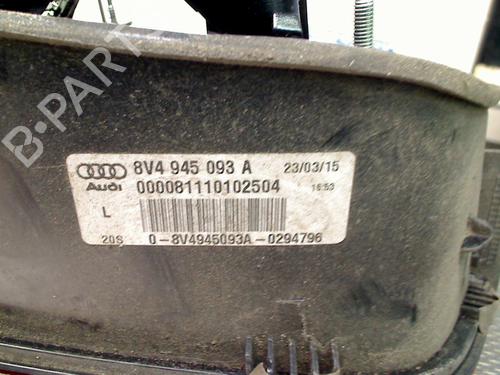 B-PARTS
8V4 945 093 A 23/03/15
Audi 000081110102504 16:53
L
20S 0-8V4945093A-0294796